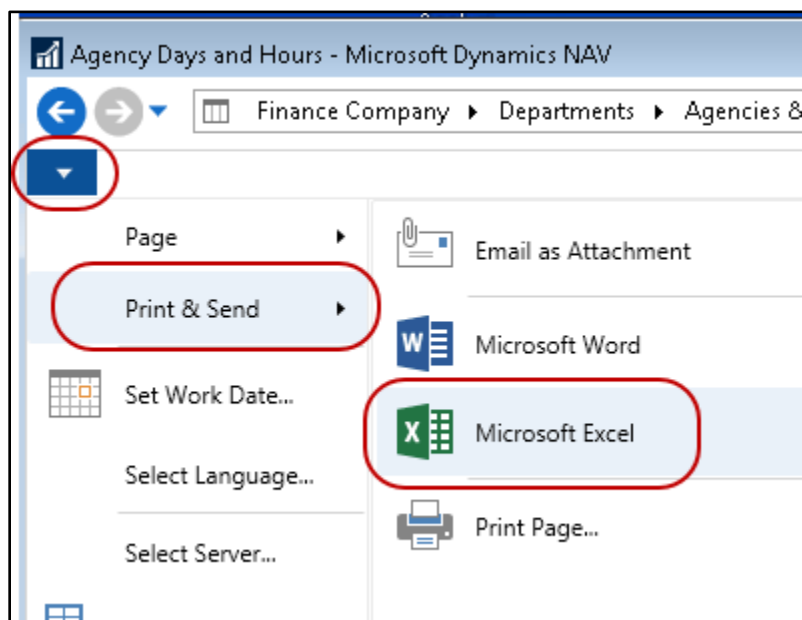 Agency Days and Hours - Microsoft Dynamics NAV
Finance Company Departments Agencies &
Page
Print & Send
Set Work Date...
Select Language...
Select Server...
Email as Attachment
Microsoft Word
Microsoft Excel
Print Page...